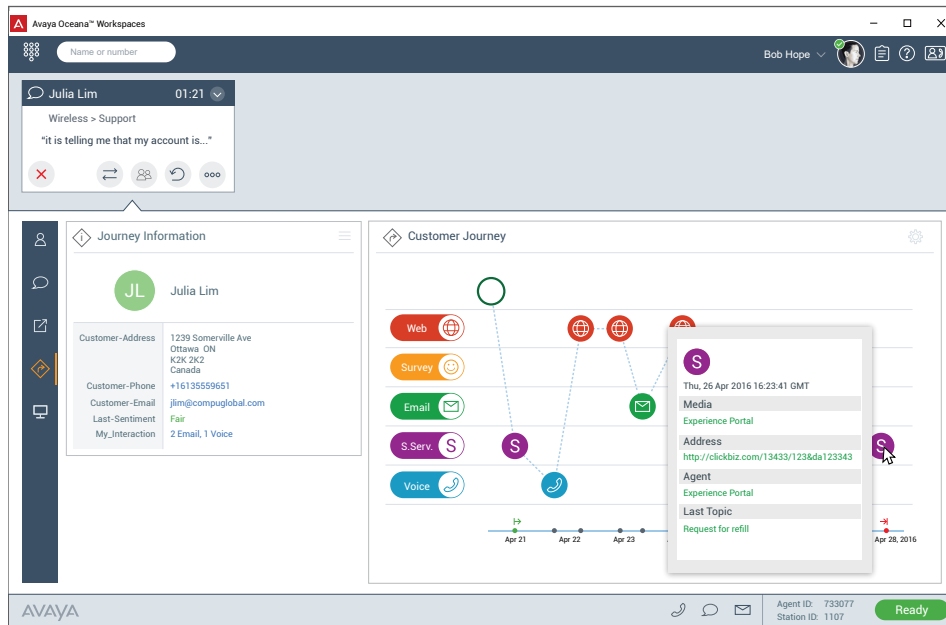 Avaya Oceana™ Workspaces
Name or number
Bob Hope
Julia Lim 01:21
Wireless > Support
“it is telling me that my account is...”
Journey Information
JL
Julia Lim
Customer-Address 1239 Somerville Ave
Ottawa ON
K2K 2K2
Canada
Customer-Phone +16135559651
Customer-Email jlim@compuglobal.com
Last-Sentiment Fair
My_Interaction 2 Email, 1 Voice
Customer Journey
Web
Survey
Email
S.Serv. S
S
Voice
Apr 21 Apr 22 Apr 23
S
Thu, 26 Apr 2016 16:23:41 GMT
Media
Experience Portal
Address
http://clickbiz.com/13433/123&da123343
Agent
Experience Portal
Last Topic
Request for refill
S
Apr 28, 2016
AVAYA
Agent ID: 733077
Station ID: 1107
Ready